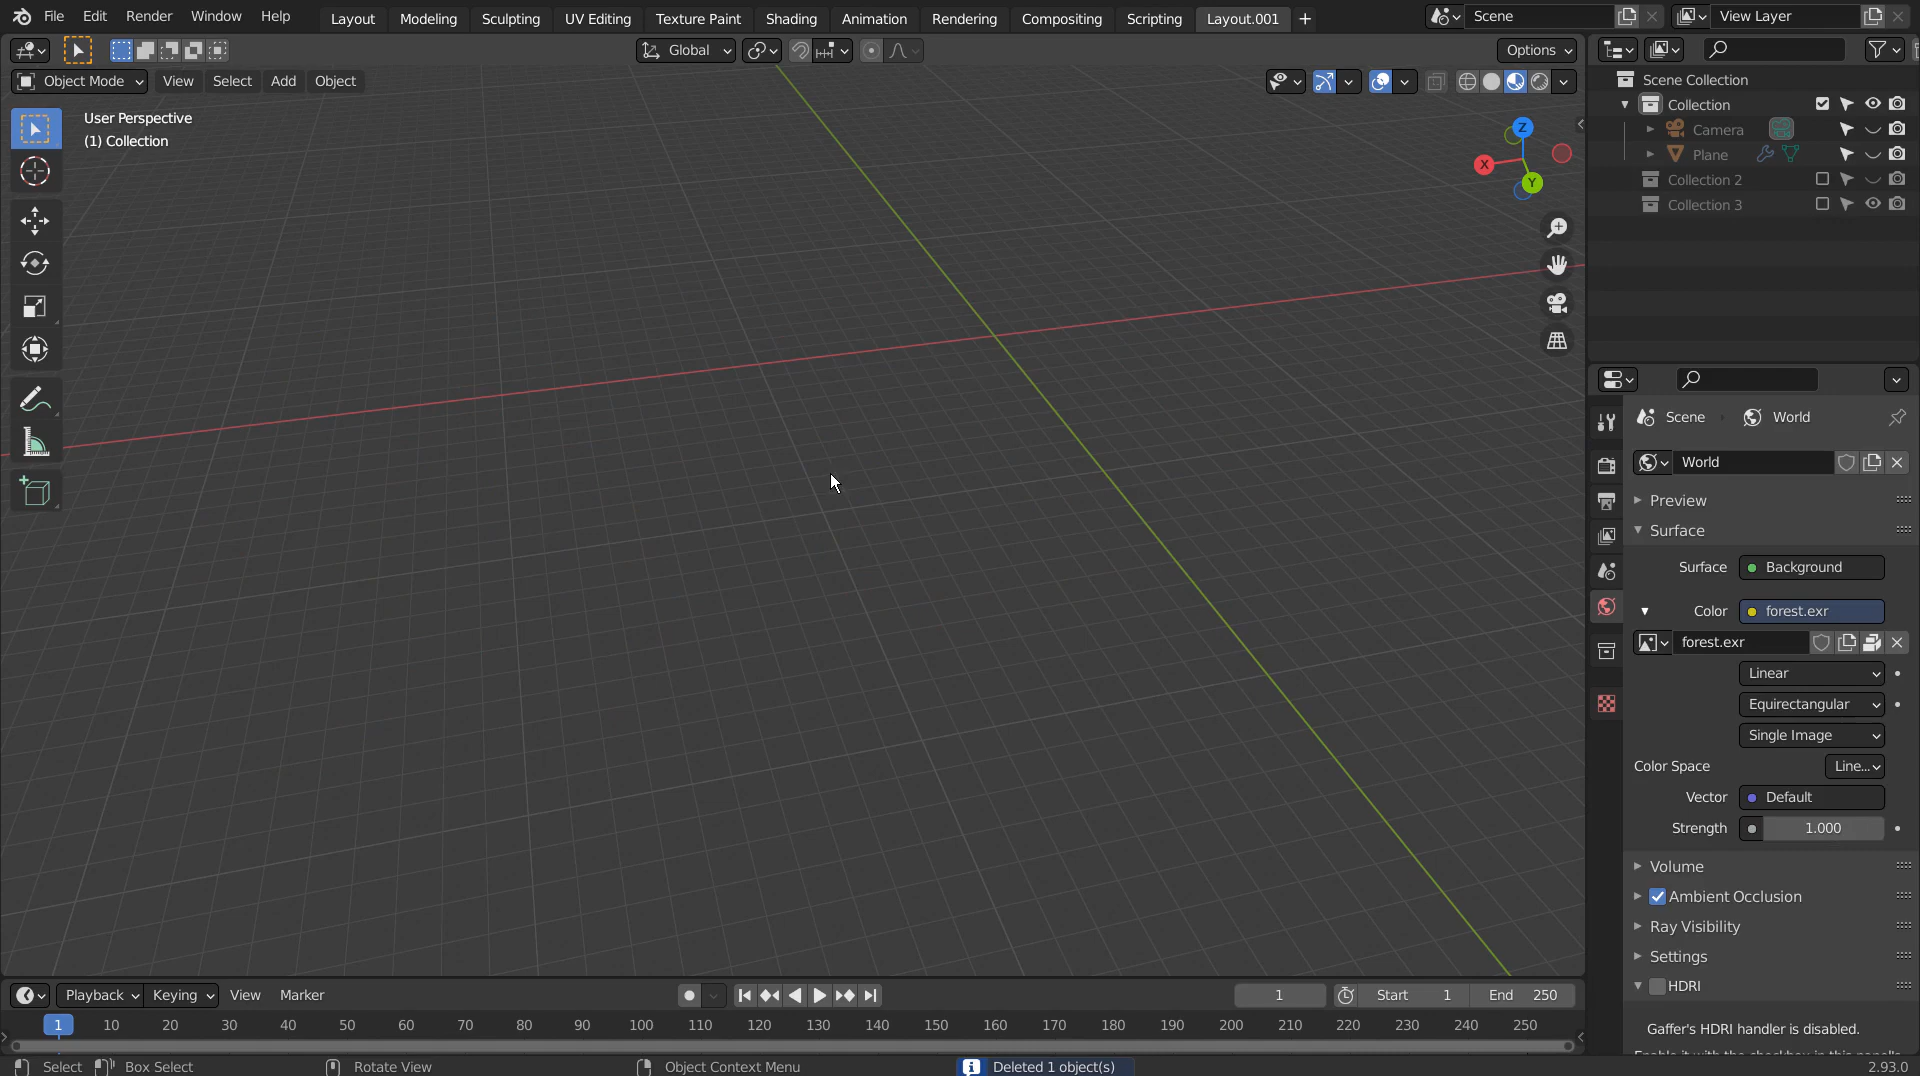 File Edit Render Window Help Layout Modeling Sculpting UV Editing Texture Paint Shading Animation Rendering Compositing Scripting Layout.001 + Scene View Layer
Global Options
Object Mode View Select Add Object
User Perspective
(1) Collection
Z
X
Y
Scene Collection
Collection
Camera
Plane
Collection 2
Collection 3
Scene World
World
Preview
Surface
Surface Background
Color forest.exr
forest.exr
Linear
Equirectangular
Single Image
Color Space Line...
Vector Default
Strength 1.000
Volume
Ambient Occlusion
Ray Visibility
Settings
HDRI
Gaffer's HDRI handler is disabled.
Playback Keying View Marker 1 Start 1 End 250
1 10 20 30 40 50 60 70 80 90 100 110 120 130 140 150 160 170 180 190 200 210 220 230 240 250
Select Box Select Rotate View Object Context Menu Deleted 1 object(s) 2.93.0